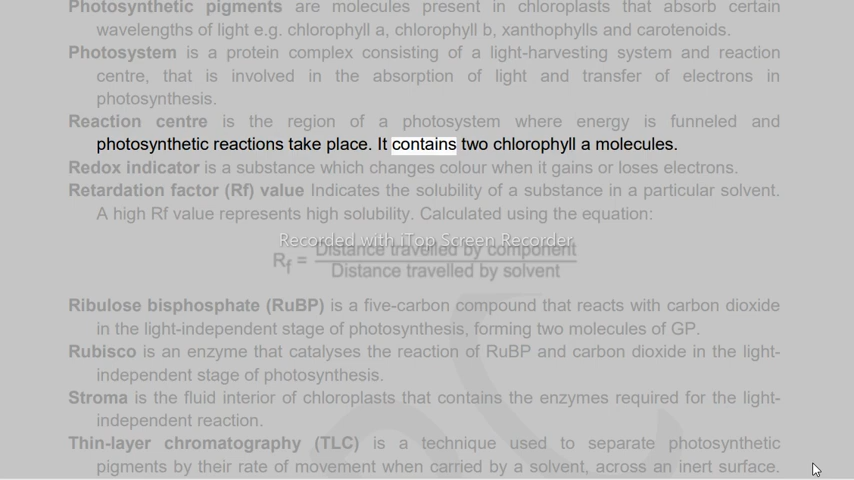 Photosynthetic pigments are molecules present in chloroplasts that absorb certain
wavelengths of light e.g. chlorophyll a, chlorophyll b, xanthophylls and carotenoids.
Photosystem is a protein complex consisting of a light-harvesting system and reaction
centre, that is involved in the absorption of light and transfer of electrons in
photosynthesis.
Reaction centre is the region of a photosystem where energy is funneled and
photosynthetic reactions take place. It contains two chlorophyll a molecules.
Redox indicator is a substance which changes colour when it gains or loses electrons.
Retardation factor (Rf) value Indicates the solubility of a substance in a particular solvent.
A high Rf value represents high solubility. Calculated using the equation:
Recorded with iTop Screen Recorder
Distance travelled by component
Rf =
Distance travelled by solvent
Ribulose bisphosphate (RuBP) is a five-carbon compound that reacts with carbon dioxide
in the light-independent stage of photosynthesis, forming two molecules of GP.
Rubisco is an enzyme that catalyses the reaction of RuBP and carbon dioxide in the light-
independent stage of photosynthesis.
Stroma is the fluid interior of chloroplasts that contains the enzymes required for the light-
independent reaction.
Thin-layer chromatography (TLC) is a technique used to separate photosynthetic
pigments by their rate of movement when carried by a solvent, across an inert surface.